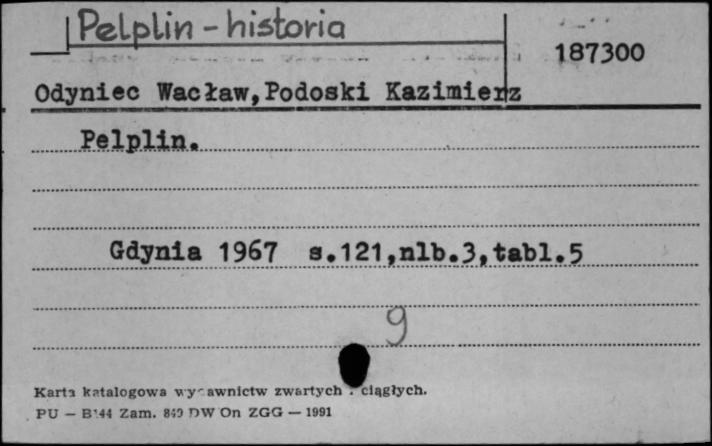 Pelplin - historia
187300
Odyniec Wacław,Podoski Kazimierz
Pelplin.
Gdynia 1967 s.121,nlb.3,tabl.5
9
Karta katalogowa wydawnictw zwartych i ciągłych.
PU — B144 Zam. 849 DW On ZGG — 1991